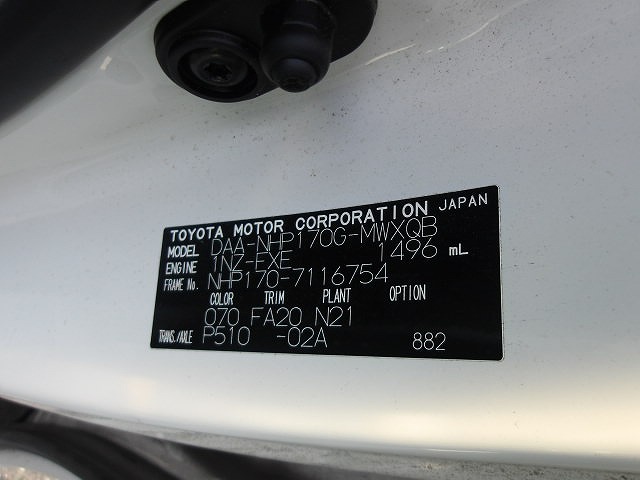 TOYOTA MOTOR CORPORATION JAPAN
MODEL DAA-NHP170G-MWXQB
ENGINE 1NZ-FXE 1496 mL
FRAME No. NHP170-7116754
COLOR TRIM PLANT OPTION
070 FA20 N21
TRANS./AXLE P510 -02A 882